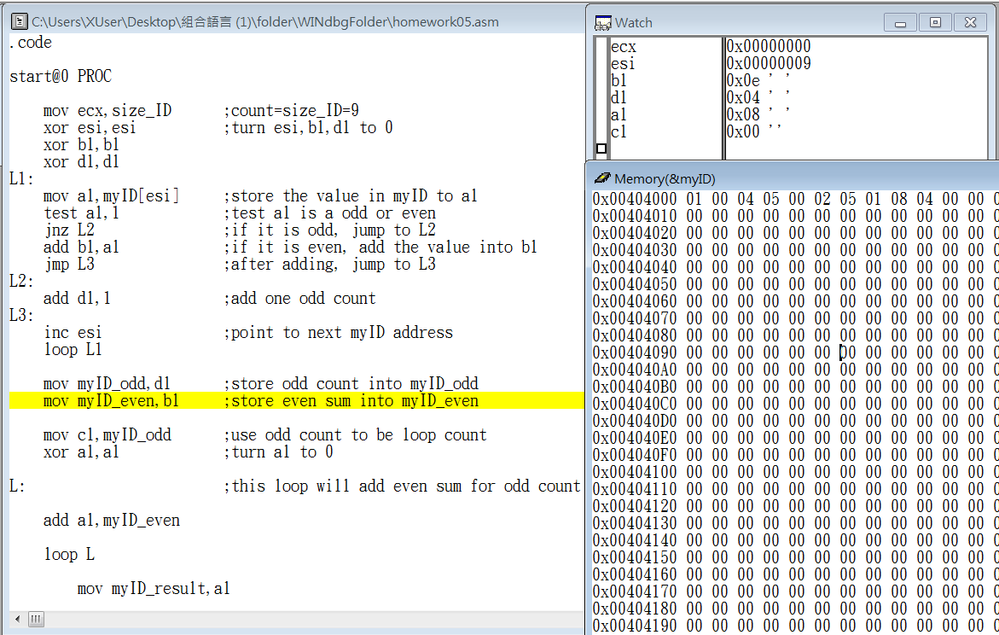 C:\Users\XUser\Desktop\組合語言 (1)\folder\WINdbgFolder\homework05.asm
.code
start@0 PROC
mov ecx,size_ID ;count=size_ID=9
xor esi,esi ;turn esi,bl,dl to 0
xor bl,bl
xor dl,dl
L1:
mov al,myID[esi] ;store the value in myID to al
test al,1 ;test al is a odd or even
jnz L2 ;if it is odd, jump to L2
add bl,al ;if it is even, add the value into bl
jmp L3 ;after adding, jump to L3
L2:
add dl,1 ;add one odd count
L3:
inc esi ;point to next myID address
loop L1
mov myID_odd,dl ;store odd count into myID_odd
mov myID_even,bl ;store even sum into myID_even
mov cl,myID_odd ;use odd count to be loop count
xor al,al ;turn al to 0
L: ;this loop will add even sum for odd count
add al,myID_even
loop L
mov myID_result,al
Watch
ecx 0x00000000
esi 0x00000009
bl 0x0e ' '
dl 0x04 ' '
al 0x08 ' '
cl 0x00 ''
Memory(&myID)
0x00404000 01 00 04 05 00 02 05 01 08 04 00 00 0
0x00404010 00 00 00 00 00 00 00 00 00 00 00 00 0
0x00404020 00 00 00 00 00 00 00 00 00 00 00 00 0
0x00404030 00 00 00 00 00 00 00 00 00 00 00 00 0
0x00404040 00 00 00 00 00 00 00 00 00 00 00 00 0
0x00404050 00 00 00 00 00 00 00 00 00 00 00 00 0
0x00404060 00 00 00 00 00 00 00 00 00 00 00 00 0
0x00404070 00 00 00 00 00 00 00 00 00 00 00 00 0
0x00404080 00 00 00 00 00 00 00 00 00 00 00 00 0
0x00404090 00 00 00 00 00 00 00 00 00 00 00 00 0
0x004040A0 00 00 00 00 00 00 00 00 00 00 00 00 0
0x004040B0 00 00 00 00 00 00 00 00 00 00 00 00 0
0x004040C0 00 00 00 00 00 00 00 00 00 00 00 00 0
0x004040D0 00 00 00 00 00 00 00 00 00 00 00 00 0
0x004040E0 00 00 00 00 00 00 00 00 00 00 00 00 0
0x004040F0 00 00 00 00 00 00 00 00 00 00 00 00 0
0x00404100 00 00 00 00 00 00 00 00 00 00 00 00 0
0x00404110 00 00 00 00 00 00 00 00 00 00 00 00 0
0x00404120 00 00 00 00 00 00 00 00 00 00 00 00 0
0x00404130 00 00 00 00 00 00 00 00 00 00 00 00 0
0x00404140 00 00 00 00 00 00 00 00 00 00 00 00 0
0x00404150 00 00 00 00 00 00 00 00 00 00 00 00 0
0x00404160 00 00 00 00 00 00 00 00 00 00 00 00 0
0x00404170 00 00 00 00 00 00 00 00 00 00 00 00 0
0x00404180 00 00 00 00 00 00 00 00 00 00 00 00 0
0x00404190 00 00 00 00 00 00 00 00 00 00 00 00 0